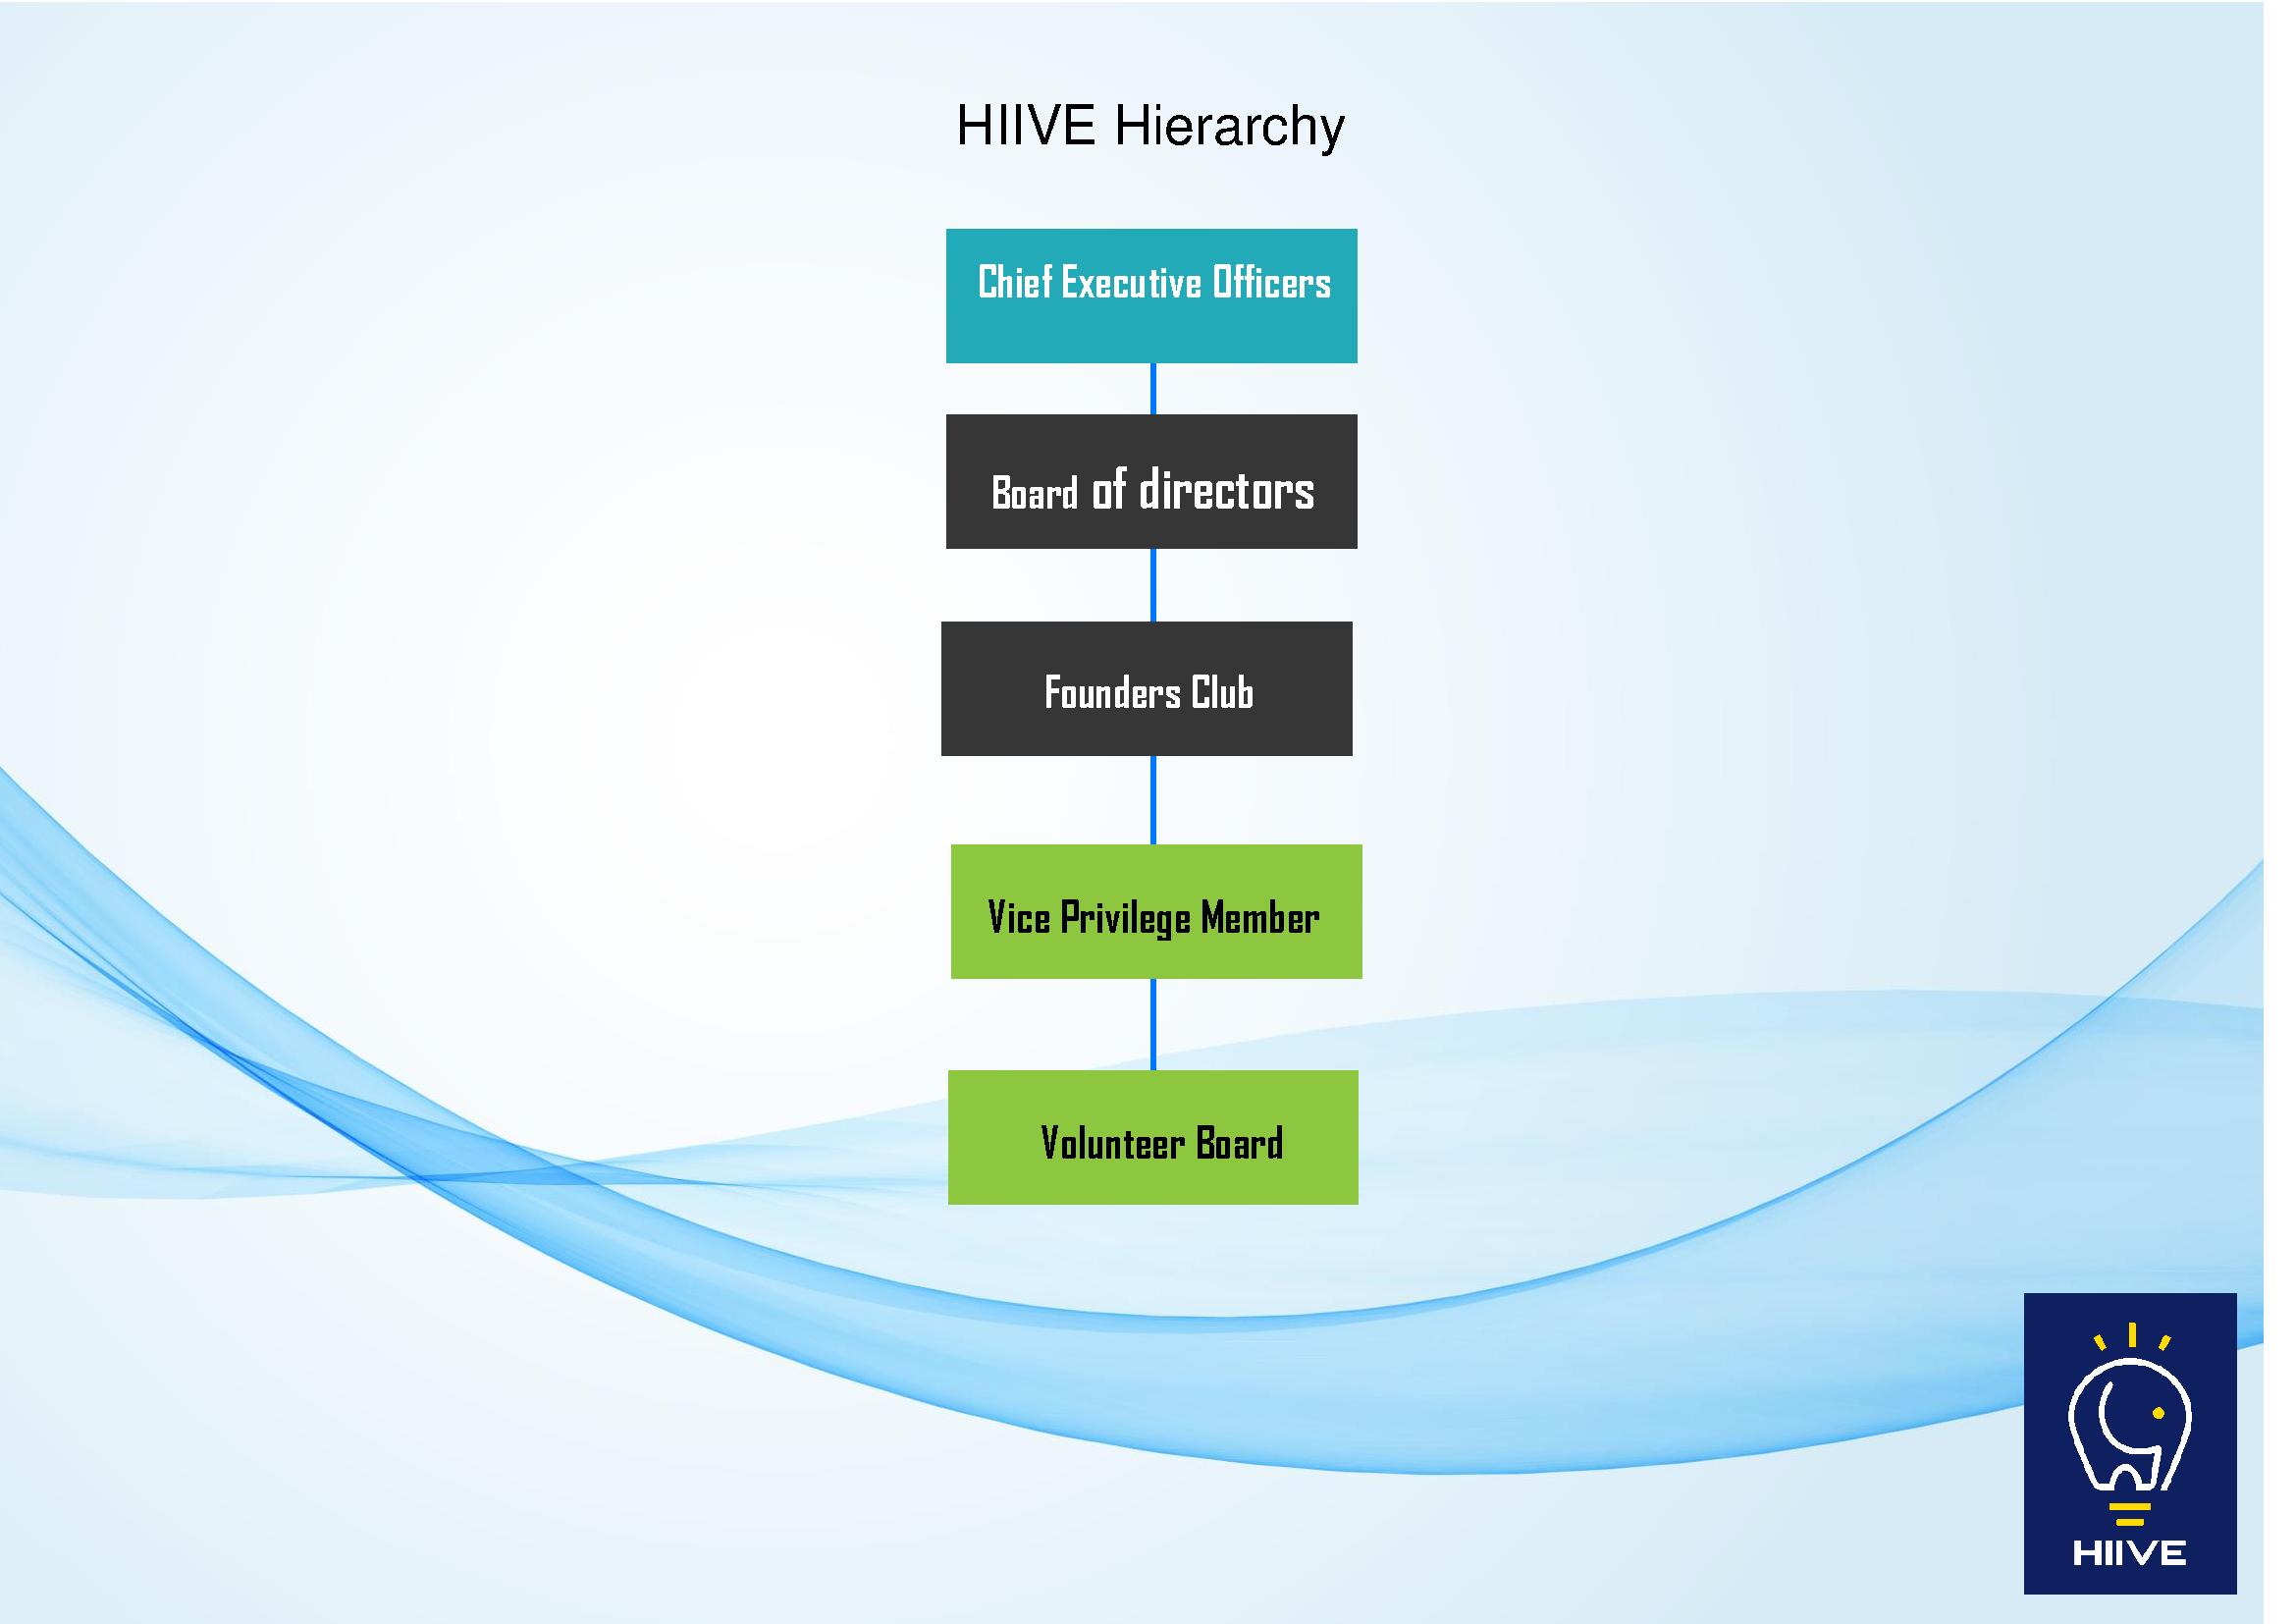 HIIVE Hierarchy
Chief Executive Officers
Board of directors
Founders Club
Vice Privilege Member
Volunteer Board
HIIVE